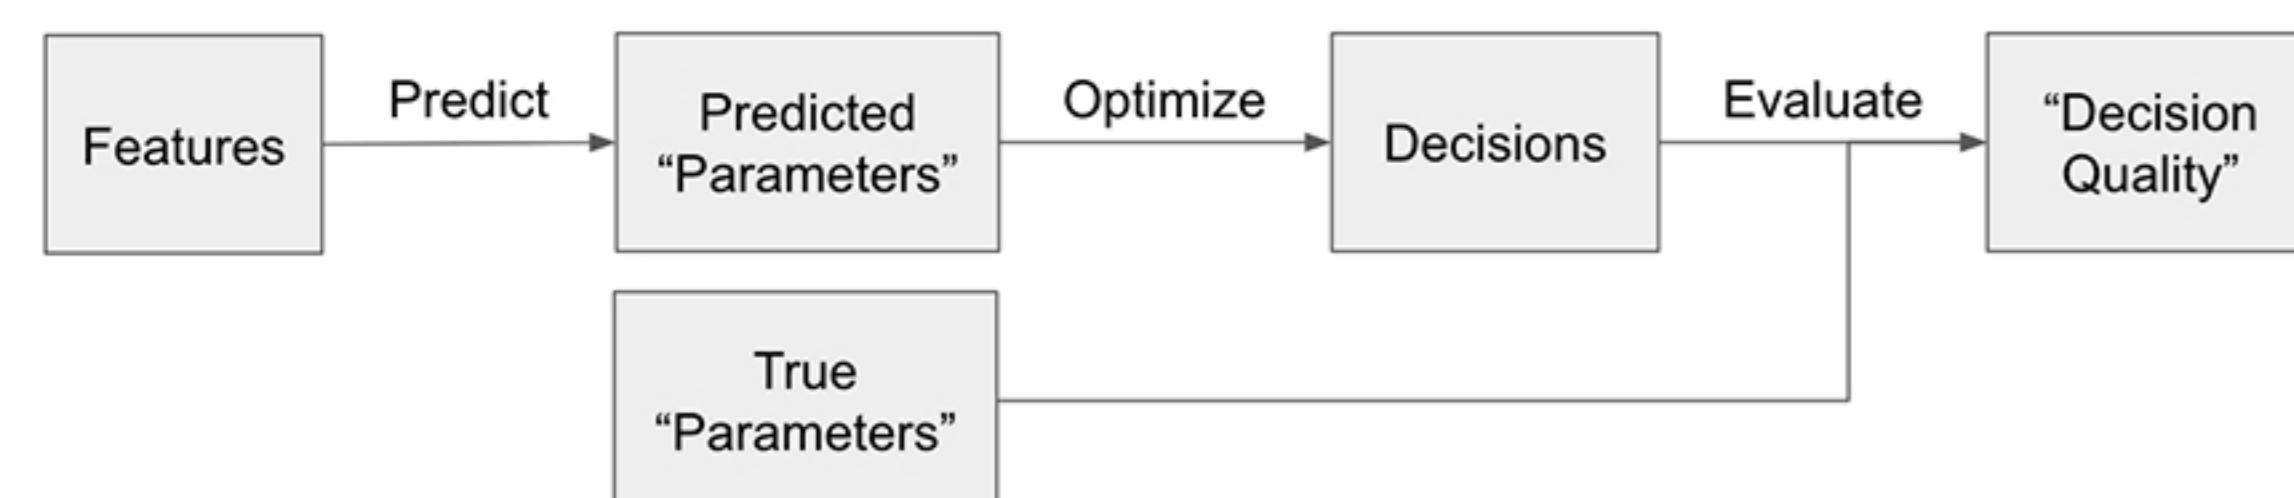 Features
Predict
Predicted
“Parameters”
Optimize
Decisions
Evaluate
“Decision
Quality”
True
“Parameters”